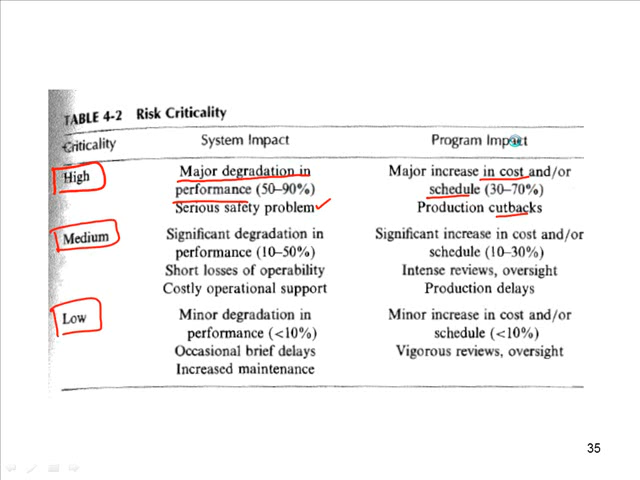 TABLE 4-2 Risk Criticality
Criticality System Impact Program Impact
High Major degradation in Major increase in cost and/or
performance (50–90%) schedule (30–70%)
Serious safety problem Production cutbacks
Medium Significant degradation in Significant increase in cost and/or
performance (10–50%) schedule (10–30%)
Short losses of operability Intense reviews, oversight
Costly operational support Production delays
Low Minor degradation in Minor increase in cost and/or
performance (<10%) schedule (<10%)
Occasional brief delays Vigorous reviews, oversight
Increased maintenance
35